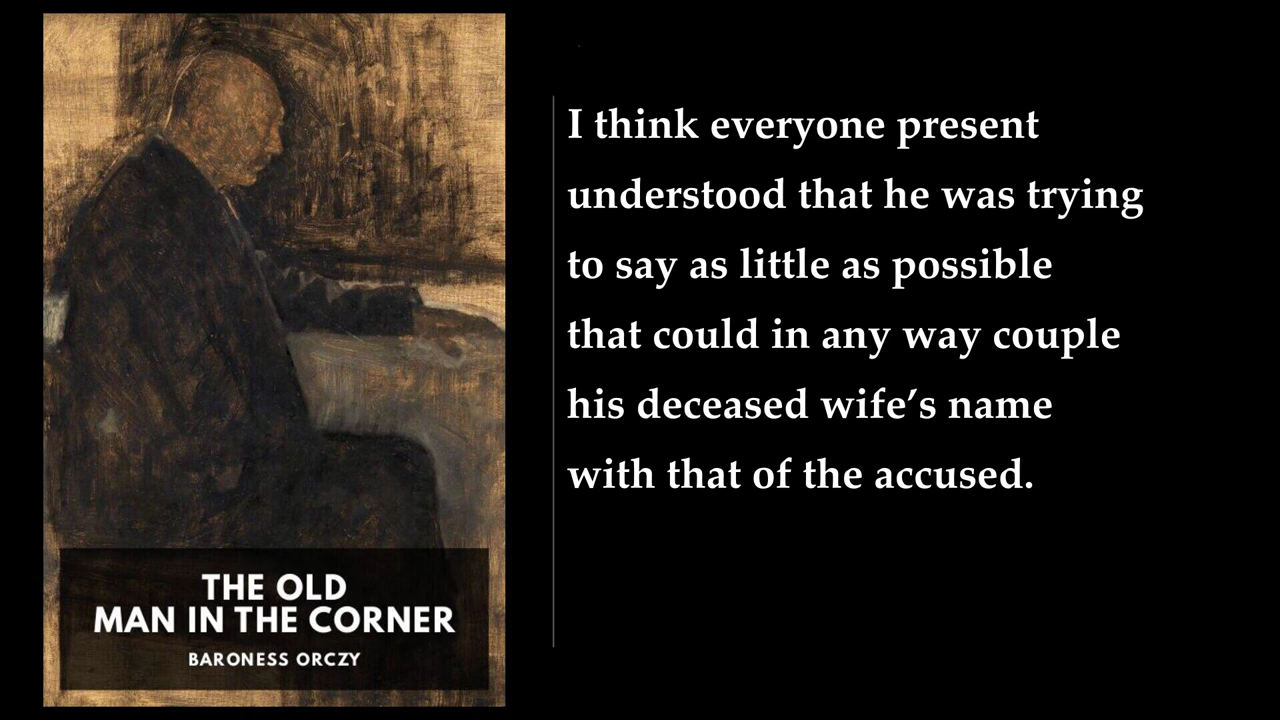 I think everyone present
understood that he was trying
to say as little as possible
that could in any way couple
his deceased wife’s name
with that of the accused.
THE OLD
MAN IN THE CORNER
BARONESS ORCZY